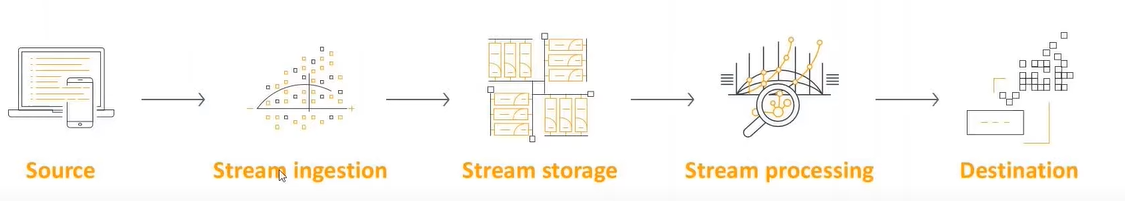 Source
Stream ingestion
Stream storage
Stream processing
Destination